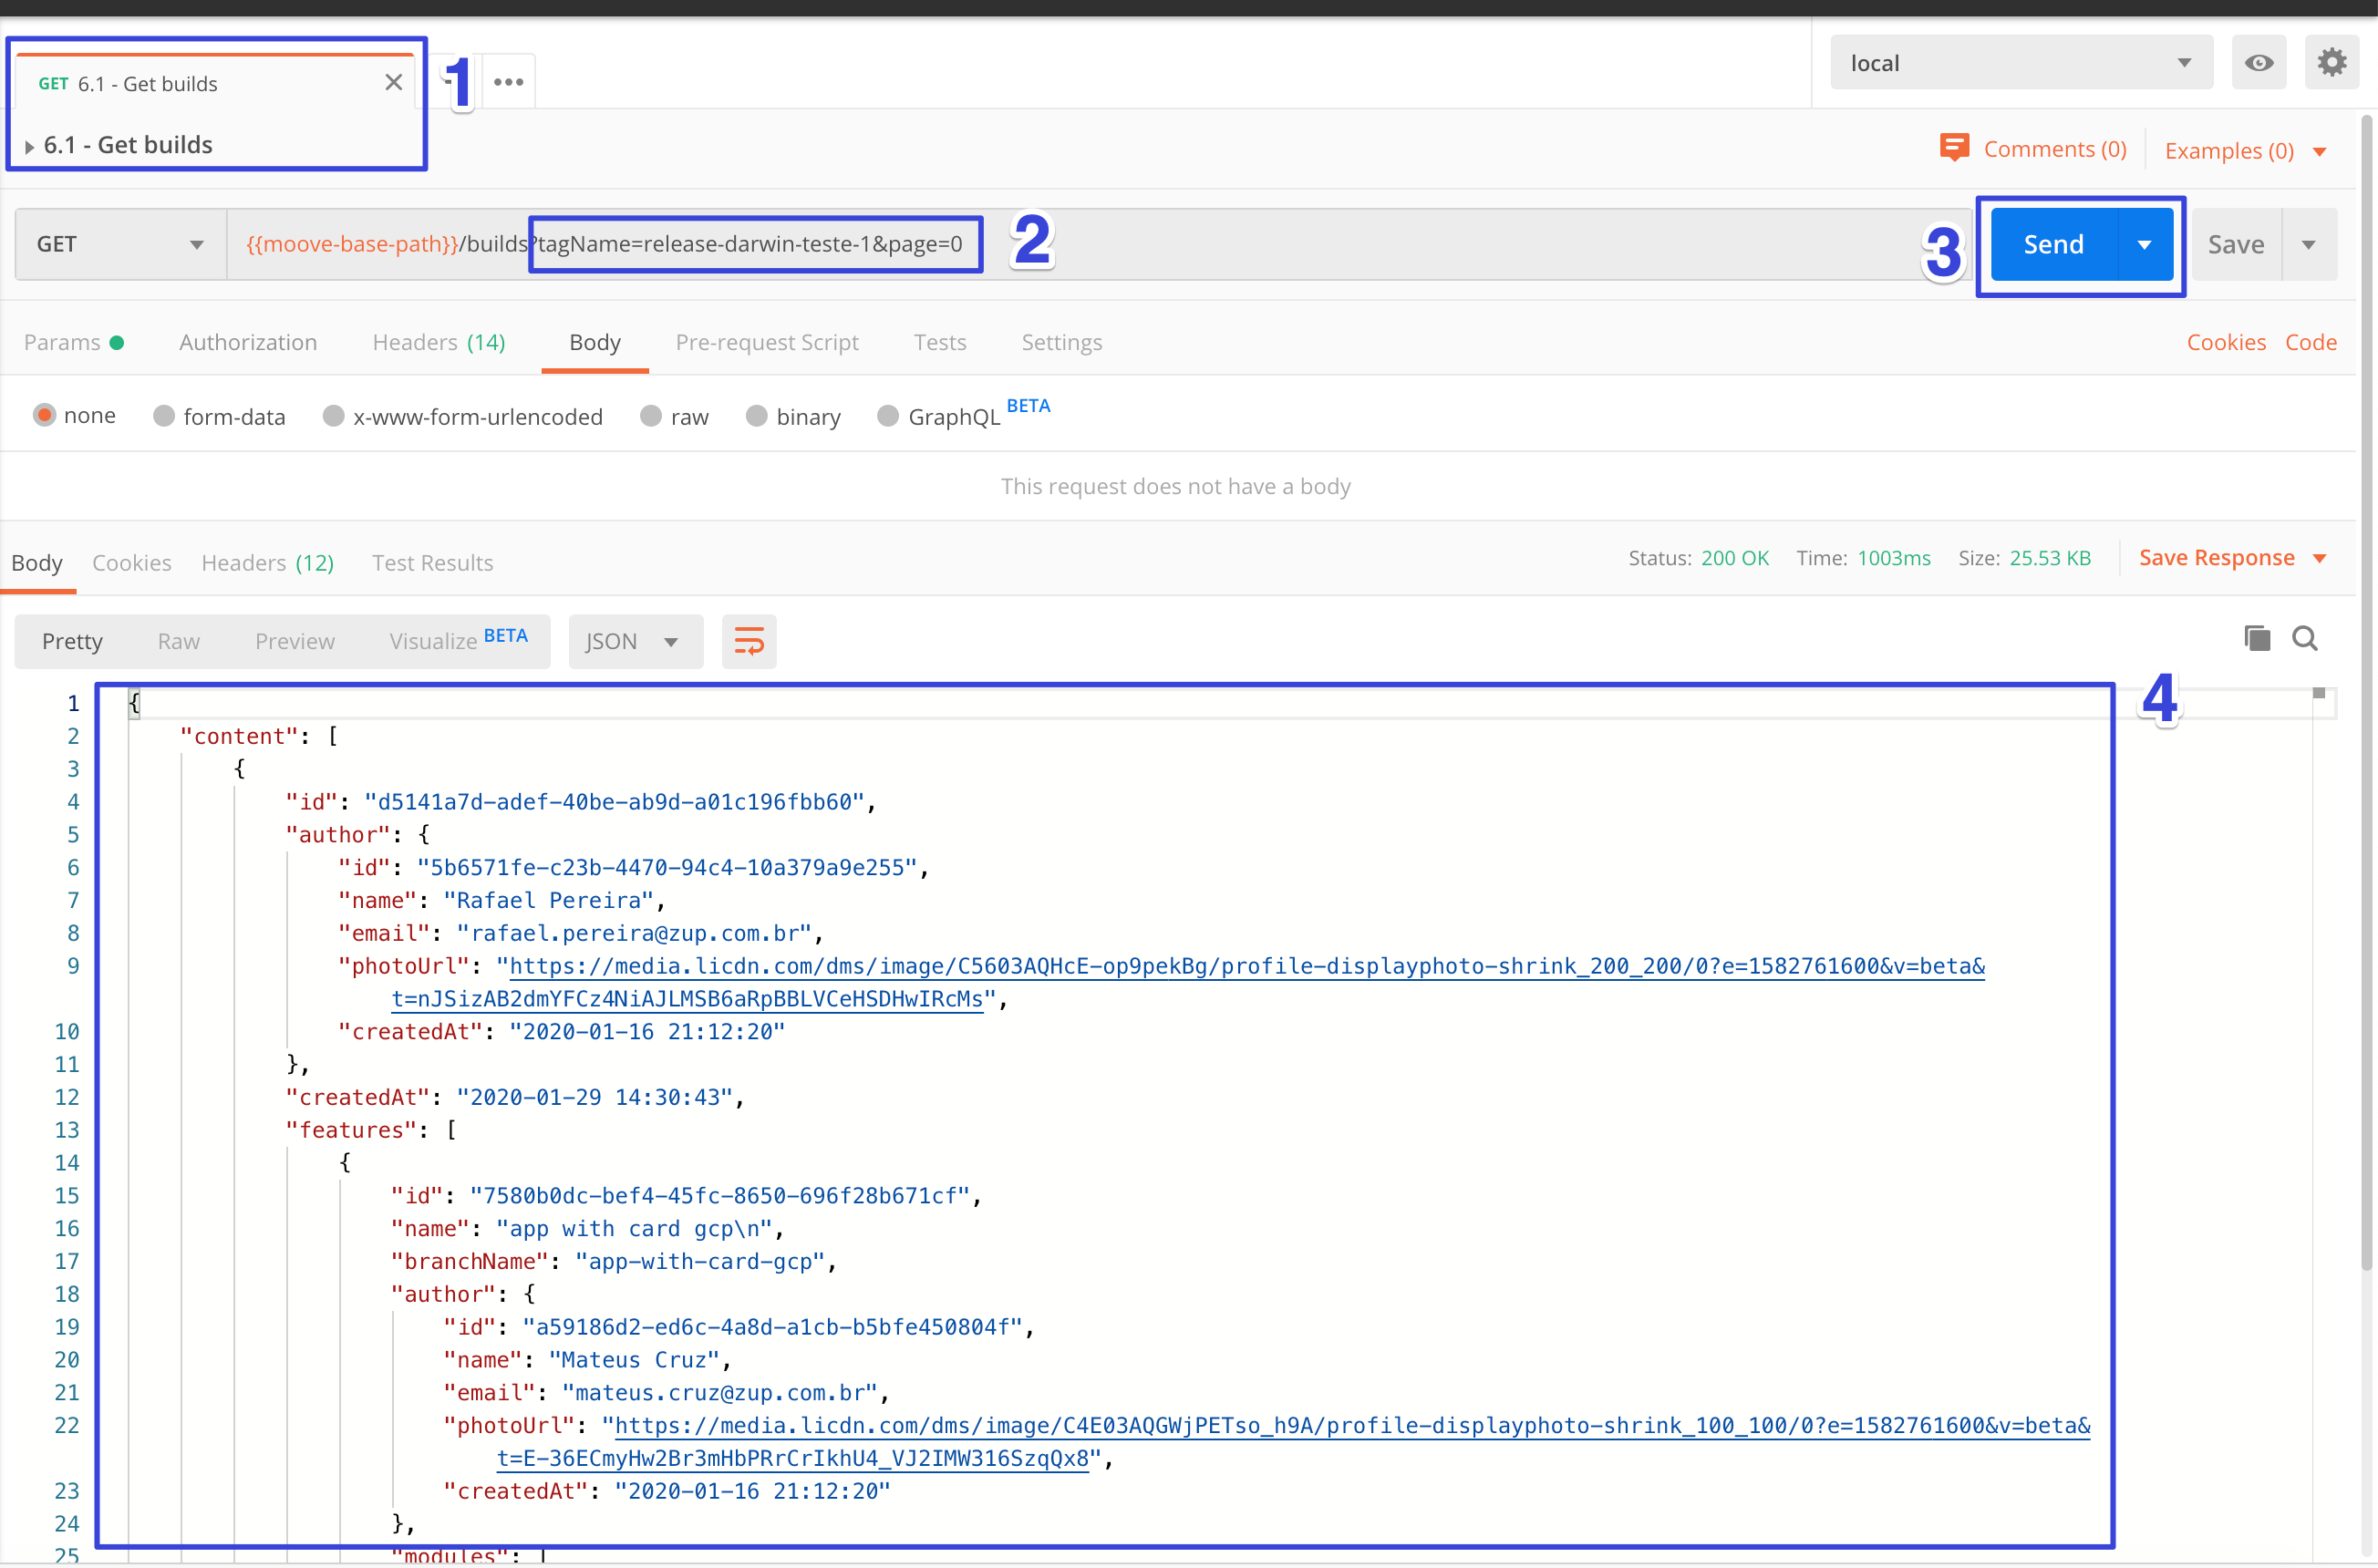 GET 6.1 - Get builds
1
local
6.1 - Get builds
Comments (0)
Examples (0)
GET
{{moove-base-path}}/builds?tagName=release-darwin-teste-1&page=0
2
3
Send
Save
Params
Authorization
Headers (14)
Body
Pre-request Script
Tests
Settings
Cookies
Code
none
form-data
x-www-form-urlencoded
raw
binary
GraphQL BETA
This request does not have a body
Body
Cookies
Headers (12)
Test Results
Status: 200 OK
Time: 1003ms
Size: 25.53 KB
Save Response
Pretty
Raw
Preview
Visualize BETA
JSON
4
1 {
2 "content": [
3 {
4 "id": "d5141a7d-adef-40be-ab9d-a01c196fbb60",
5 "author": {
6 "id": "5b6571fe-c23b-4470-94c4-10a379a9e255",
7 "name": "Rafael Pereira",
8 "email": "rafael.pereira@zup.com.br",
9 "photoUrl": "https://media.licdn.com/dms/image/C5603AQHcE-op9pekBg/profile-displayphoto-shrink_200_200/0?e=1582761600&v=beta&
t=nJSizAB2dmYFCz4NiAJLMSB6aRpBBLVCeHSDHwIRcMs",
10 "createdAt": "2020-01-16 21:12:20"
11 },
12 "createdAt": "2020-01-29 14:30:43",
13 "features": [
14 {
15 "id": "7580b0dc-bef4-45fc-8650-696f28b671cf",
16 "name": "app with card gcp\n",
17 "branchName": "app-with-card-gcp",
18 "author": {
19 "id": "a59186d2-ed6c-4a8d-a1cb-b5bfe450804f",
20 "name": "Mateus Cruz",
21 "email": "mateus.cruz@zup.com.br",
22 "photoUrl": "https://media.licdn.com/dms/image/C4E03AQGWjPETso_h9A/profile-displayphoto-shrink_100_100/0?e=1582761600&v=beta&
t=E-36ECmyHw2Br3mHbPRrCrIkhU4_VJ2IMW316SzqQx8",
23 "createdAt": "2020-01-16 21:12:20"
24 },
25 "modules": [